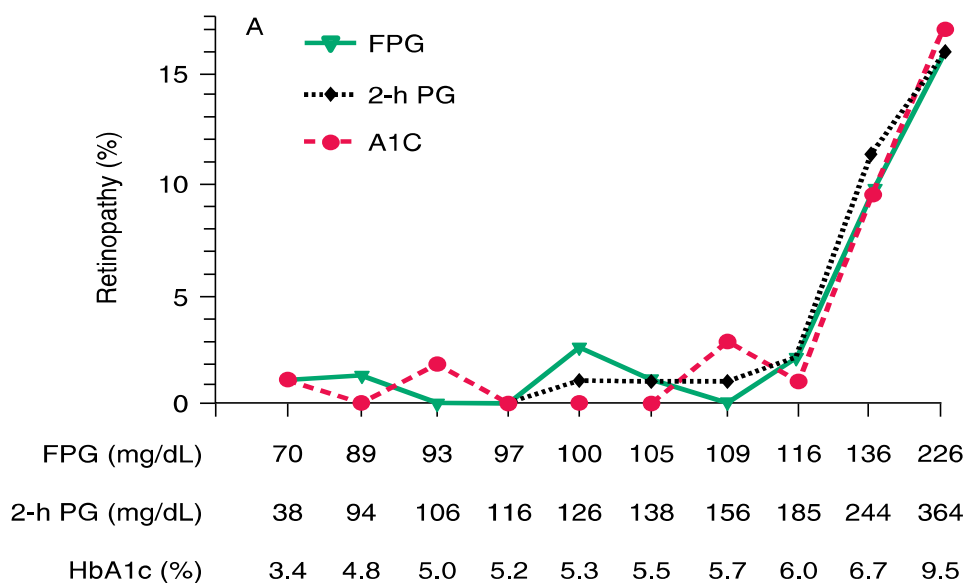 A
FPG
2-h PG
A1C
Retinopathy (%)
15
10
5
0
FPG (mg/dL) 70 89 93 97 100 105 109 116 136 226
2-h PG (mg/dL) 38 94 106 116 126 138 156 185 244 364
HbA1c (%) 3.4 4.8 5.0 5.2 5.3 5.5 5.7 6.0 6.7 9.5